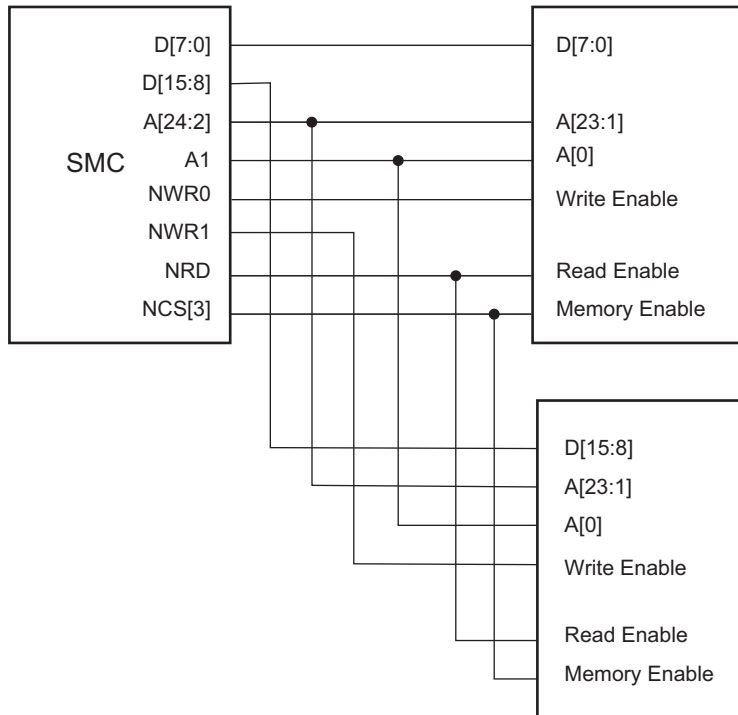 D[7:0] D[7:0]
D[15:8]
A[24:2] A[23:1]
SMC A1 A[0]
NWR0 Write Enable
NWR1
NRD Read Enable
NCS[3] Memory Enable
D[15:8]
A[23:1]
A[0]
Write Enable
Read Enable
Memory Enable